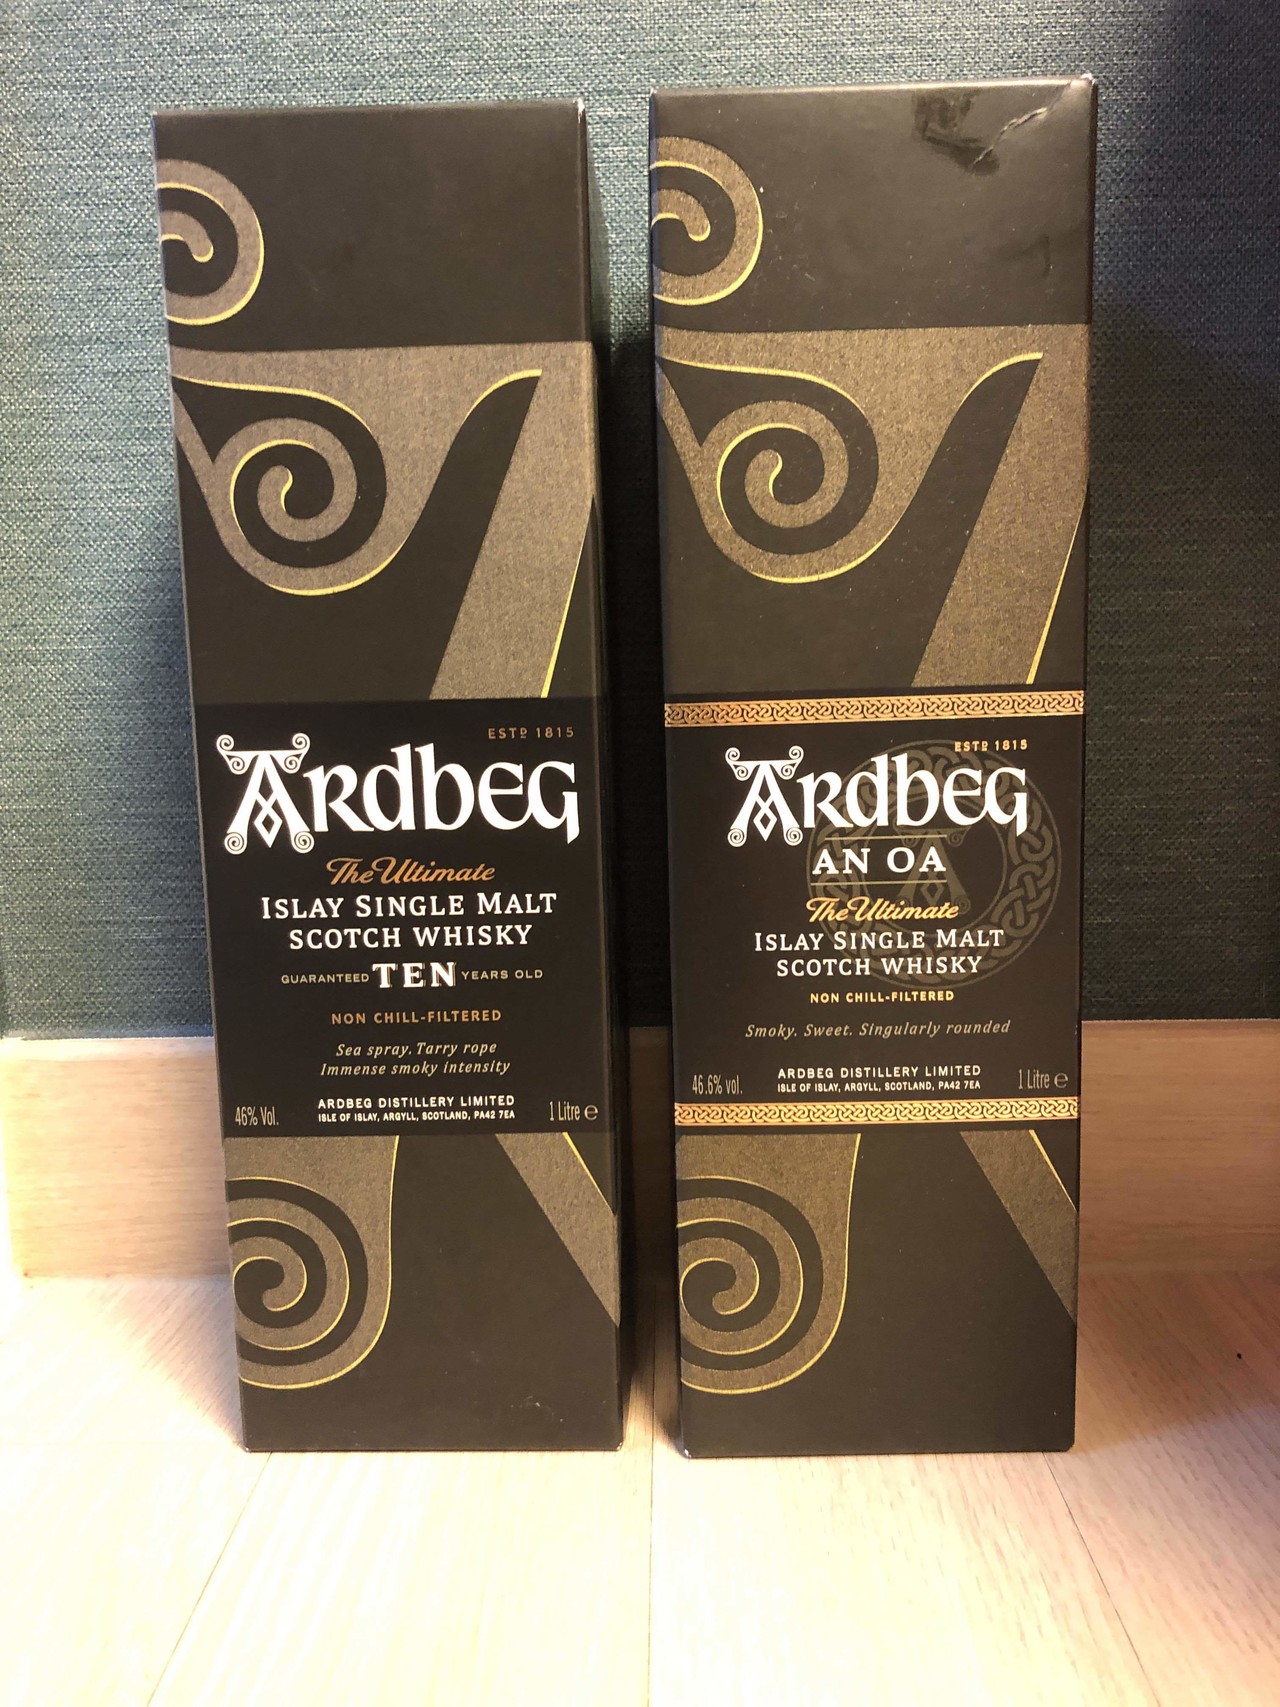 ESTD 1815
ARDBEG
The Ultimate
ISLAY SINGLE MALT
SCOTCH WHISKY
GUARANTEED TEN YEARS OLD
NON CHILL-FILTERED
Sea spray. Tarry rope
Immense smoky intensity
ARDBEG DISTILLERY LIMITED
46% Vol. ISLE OF ISLAY, ARGYLL, SCOTLAND, PA42 7EA 1 Litre ℮
ESTD 1815
ARDBEG
AN OA
The Ultimate
ISLAY SINGLE MALT
SCOTCH WHISKY
NON CHILL-FILTERED
Smoky. Sweet. Singularly rounded
ARDBEG DISTILLERY LIMITED
46.6% vol. ISLE OF ISLAY, ARGYLL, SCOTLAND, PA42 7EA 1 Litre ℮